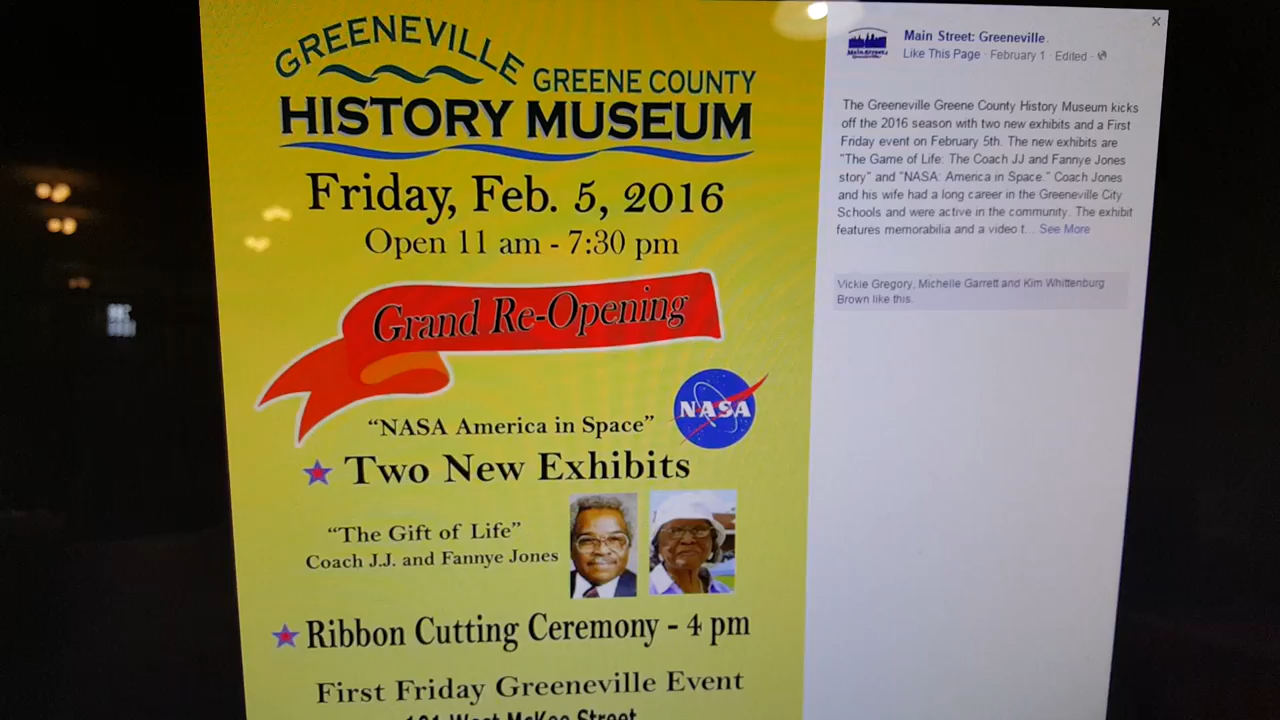 GREENEVILLE
GREENE COUNTY
HISTORY MUSEUM
Friday, Feb. 5, 2016
Open 11 am - 7:30 pm
Grand Re-Opening
NASA
"NASA America in Space"
Two New Exhibits
"The Gift of Life"
Coach J.J. and Fannye Jones
Ribbon Cutting Ceremony - 4 pm
First Friday Greeneville Event
101 West McKee Street
×
Main Street: Greeneville.
Like This Page · February 1 · Edited ·
The Greeneville Greene County History Museum kicks
off the 2016 season with two new exhibits and a First
Friday event on February 5th. The new exhibits are
"The Game of Life: The Coach JJ and Fannye Jones
story" and "NASA: America in Space." Coach Jones
and his wife had a long career in the Greeneville City
Schools and were active in the community. The exhibit
features memorabilia and a video t... See More
Vickie Gregory, Michelle Garrett and Kim Whittenburg
Brown like this.